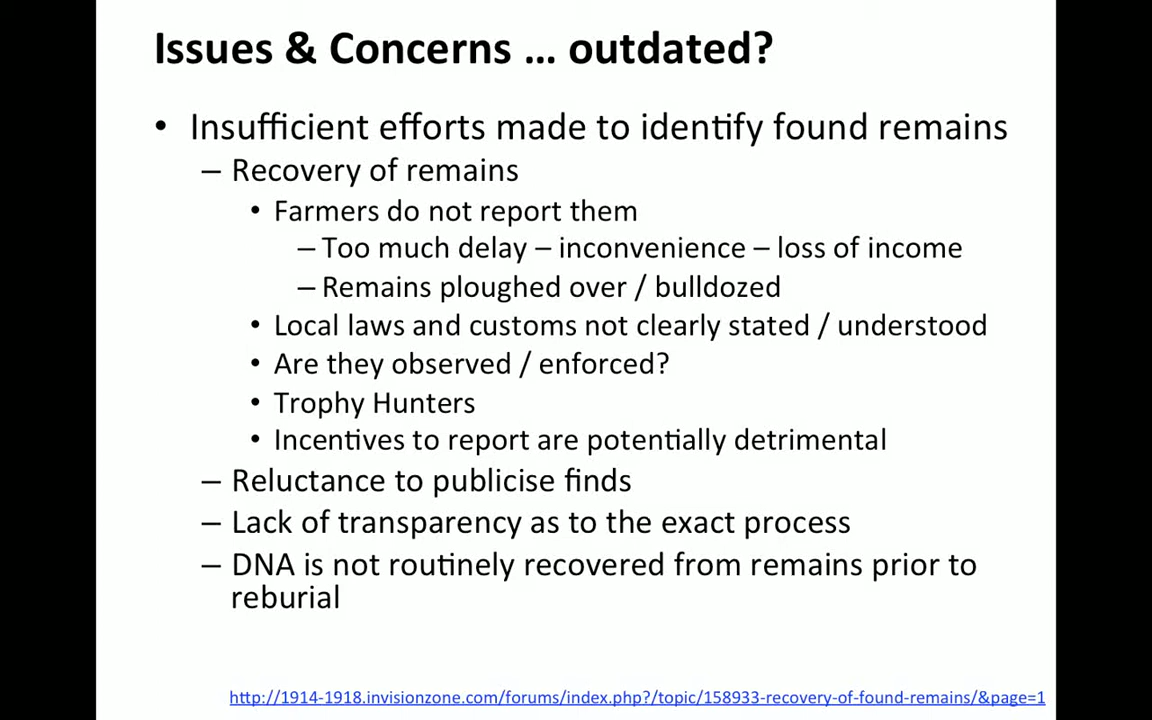 Issues & Concerns … outdated?
• Insufficient efforts made to identify found remains
– Recovery of remains
• Farmers do not report them
– Too much delay – inconvenience – loss of income
– Remains ploughed over / bulldozed
• Local laws and customs not clearly stated / understood
• Are they observed / enforced?
• Trophy Hunters
• Incentives to report are potentially detrimental
– Reluctance to publicise finds
– Lack of transparency as to the exact process
– DNA is not routinely recovered from remains prior to
reburial
http://1914-1918.invisionzone.com/forums/index.php?/topic/158933-recovery-of-found-remains/&page=1